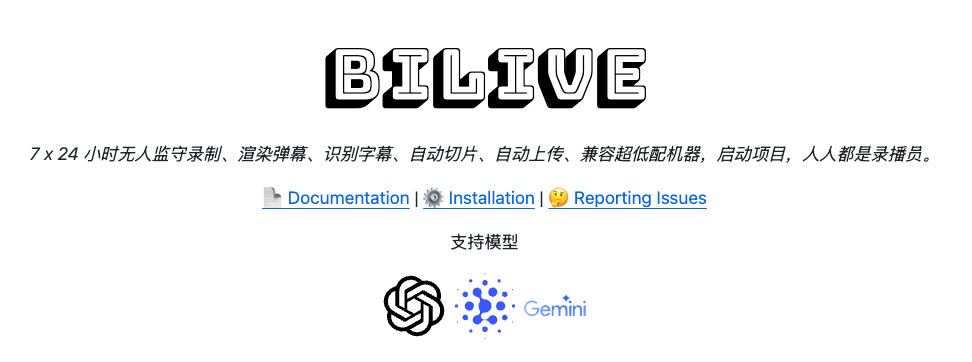 BILIVE
7 x 24 小时无人监守录制、渲染弹幕、识别字幕、自动切片、自动上传、兼容超低配机器，启动项目，人人都是录播员。
Documentation | Installation | Reporting Issues
支持模型
Gemini